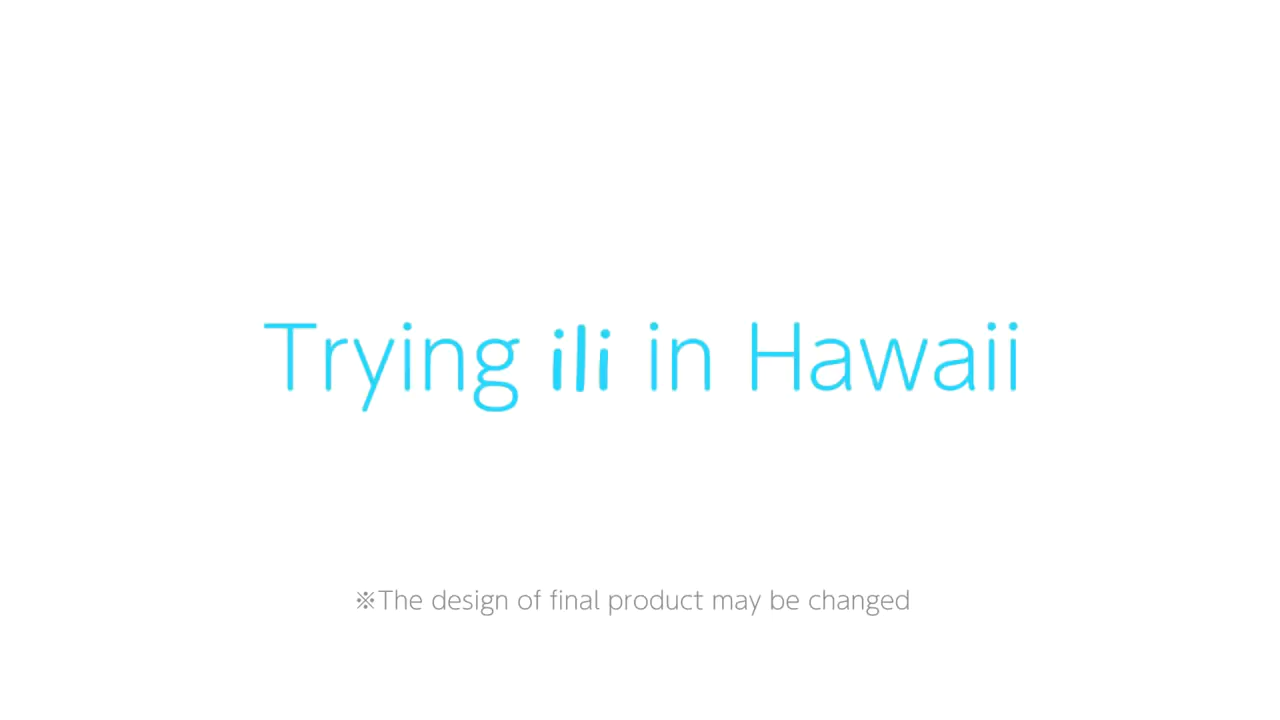 Trying ili in Hawaii
※The design of final product may be changed